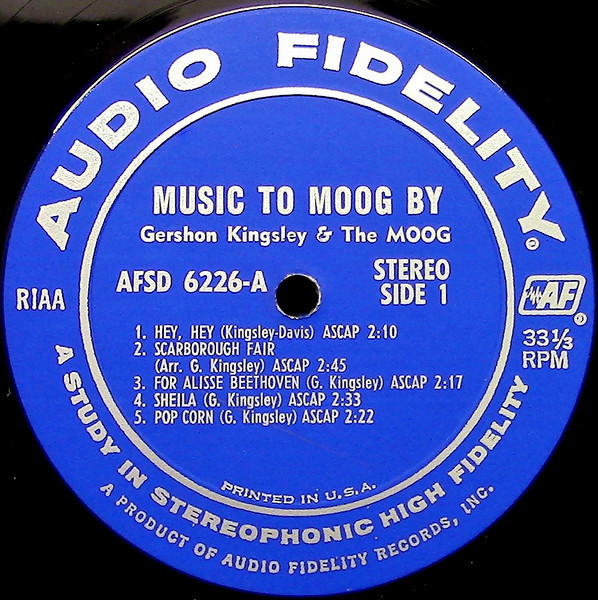 AUDIO FIDELITY®
MUSIC TO MOOG BY
Gershon Kingsley & The MOOG
AFSD 6226-A
STEREO
SIDE 1
RIAA
AF®
33 1/3
RPM
1. HEY, HEY (Kingsley-Davis) ASCAP 2:10
2. SCARBOROUGH FAIR
(Arr. G. Kingsley) ASCAP 2:45
3. FOR ALISSE BEETHOVEN (G. Kingsley) ASCAP 2:17
4. SHEILA (G. Kingsley) ASCAP 2:33
5. POP CORN (G. Kingsley) ASCAP 2:22
PRINTED IN U.S.A.
A STUDY IN STEREOPHONIC HIGH FIDELITY
A PRODUCT OF AUDIO FIDELITY RECORDS, INC.